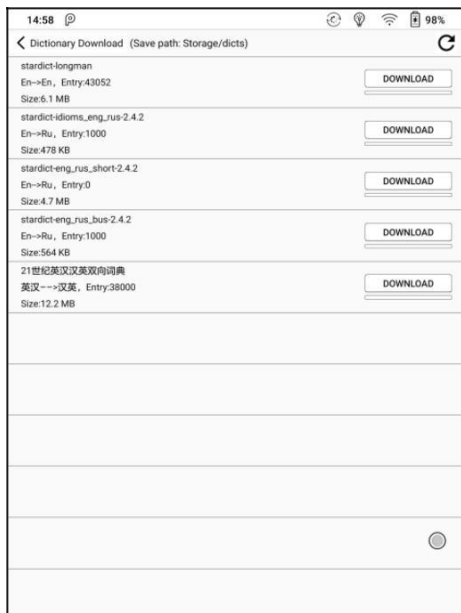 14:58 98%
Dictionary Download (Save path: Storage/dicts)
stardict-longman
En-->En, Entry:43052
Size:6.1 MB
DOWNLOAD
stardict-idioms_eng_rus-2.4.2
En-->Ru, Entry:1000
Size:478 KB
DOWNLOAD
stardict-eng_rus_short-2.4.2
En-->Ru, Entry:0
Size:4.7 MB
DOWNLOAD
stardict-eng_rus_bus-2.4.2
En-->Ru, Entry:1000
Size:564 KB
DOWNLOAD
21世纪英汉汉英双向词典
英汉-->汉英, Entry:38000
Size:12.2 MB
DOWNLOAD